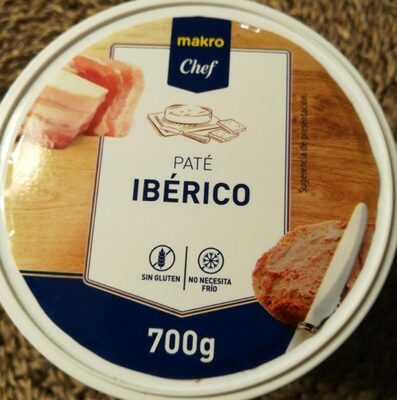 makro
Chef
PATÉ
IBÉRICO
SIN GLUTEN
NO NECESITA
FRÍO
700g
Sugerencia de presentación.